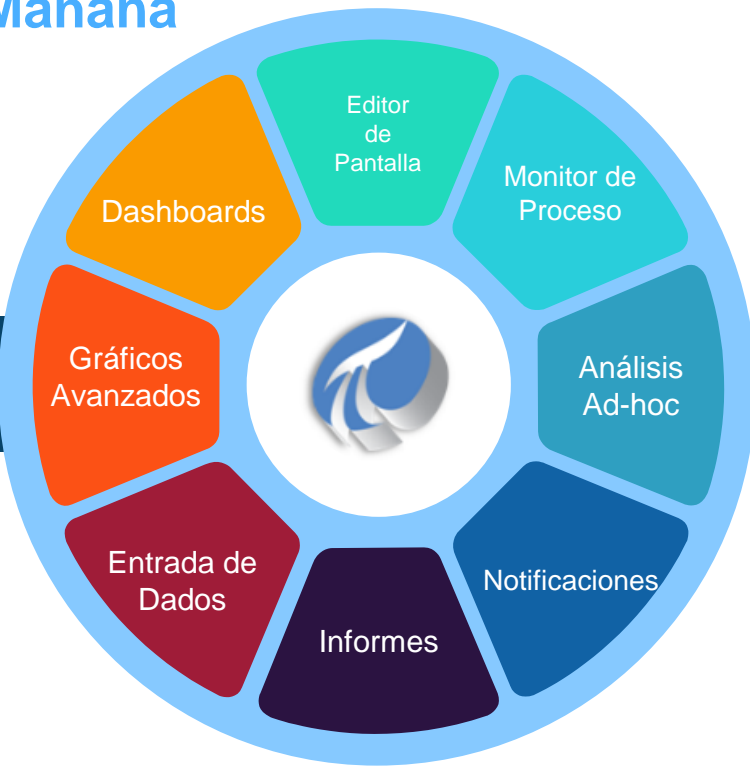 Mañana
Editor
de
Pantalla
Monitor de
Proceso
Análisis
Ad-hoc
Notificaciones
Informes
Entrada de
Dados
Gráficos
Avanzados
Dashboards